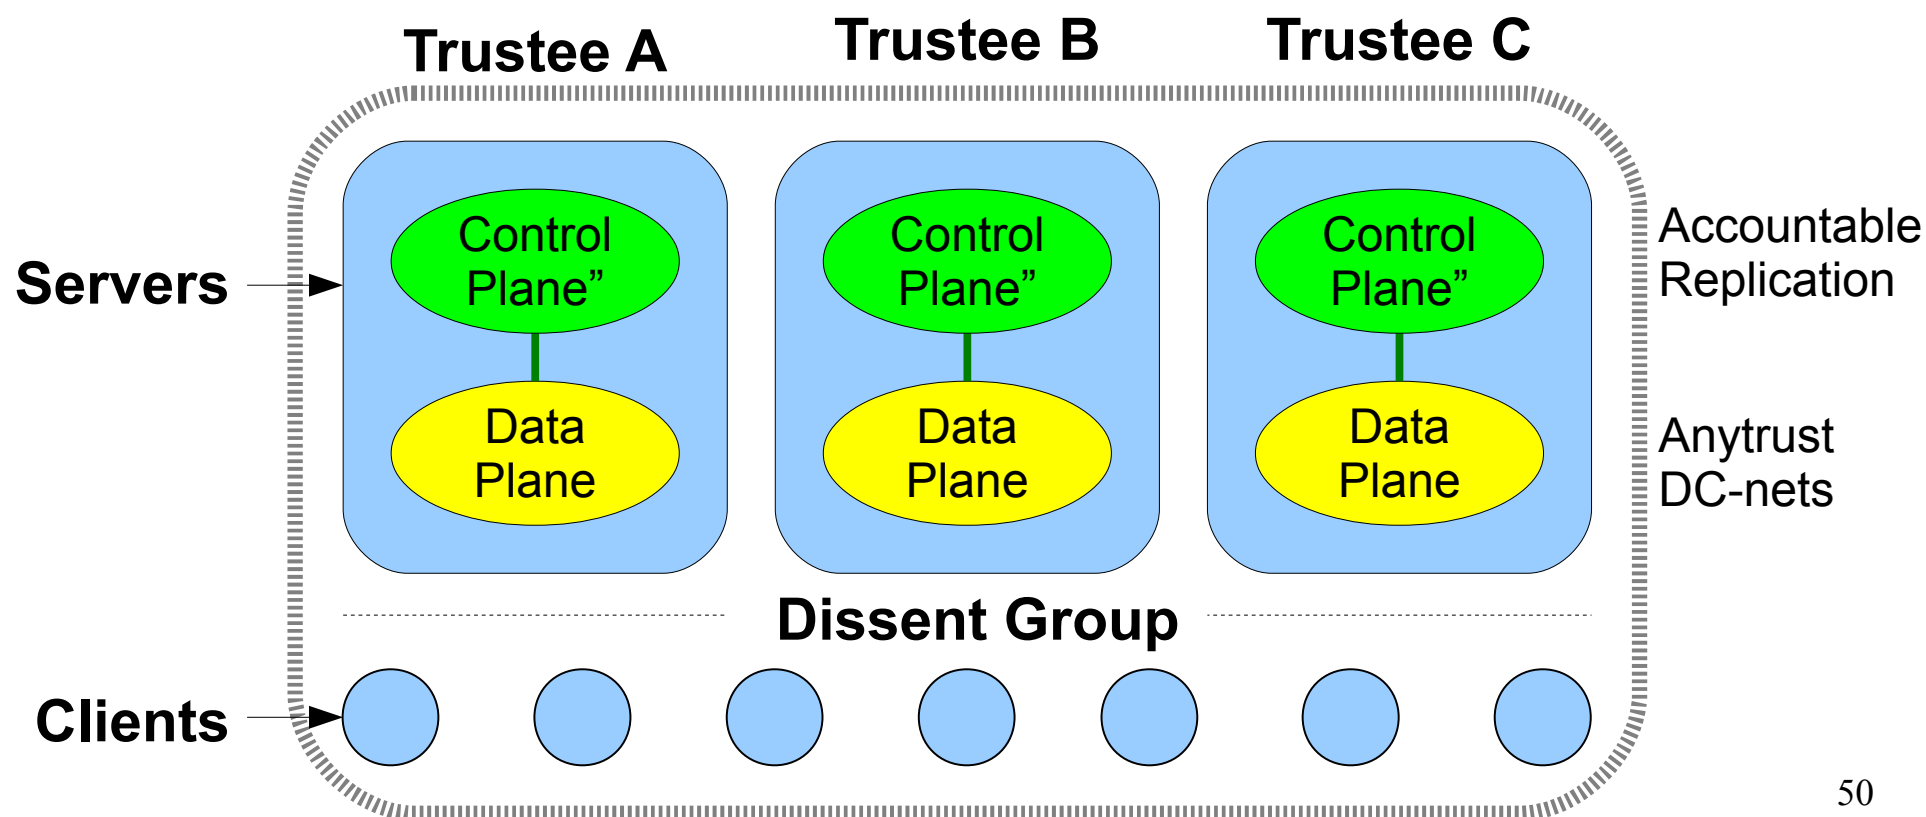 Trustee A
Trustee B
Trustee C
Servers
Control
Plane”
Control
Plane”
Control
Plane”
Accountable
Replication
Data
Plane
Data
Plane
Data
Plane
Anytrust
DC-nets
Dissent Group
Clients
50